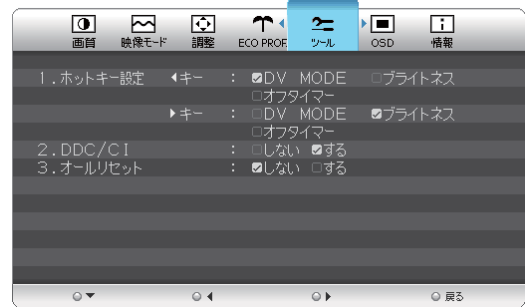 画質 映像モード 調整 ECO PROF. ツール OSD 情報
1.ホットキー設定 ◀キー : ☑DV MODE □ブライトネス
□オフタイマー
▶キー : □DV MODE ☑ブライトネス
□オフタイマー
2.DDC/CI : □しない ☑する
3.オールリセット : ☑しない □する
▼ ◀ ▶ 戻る